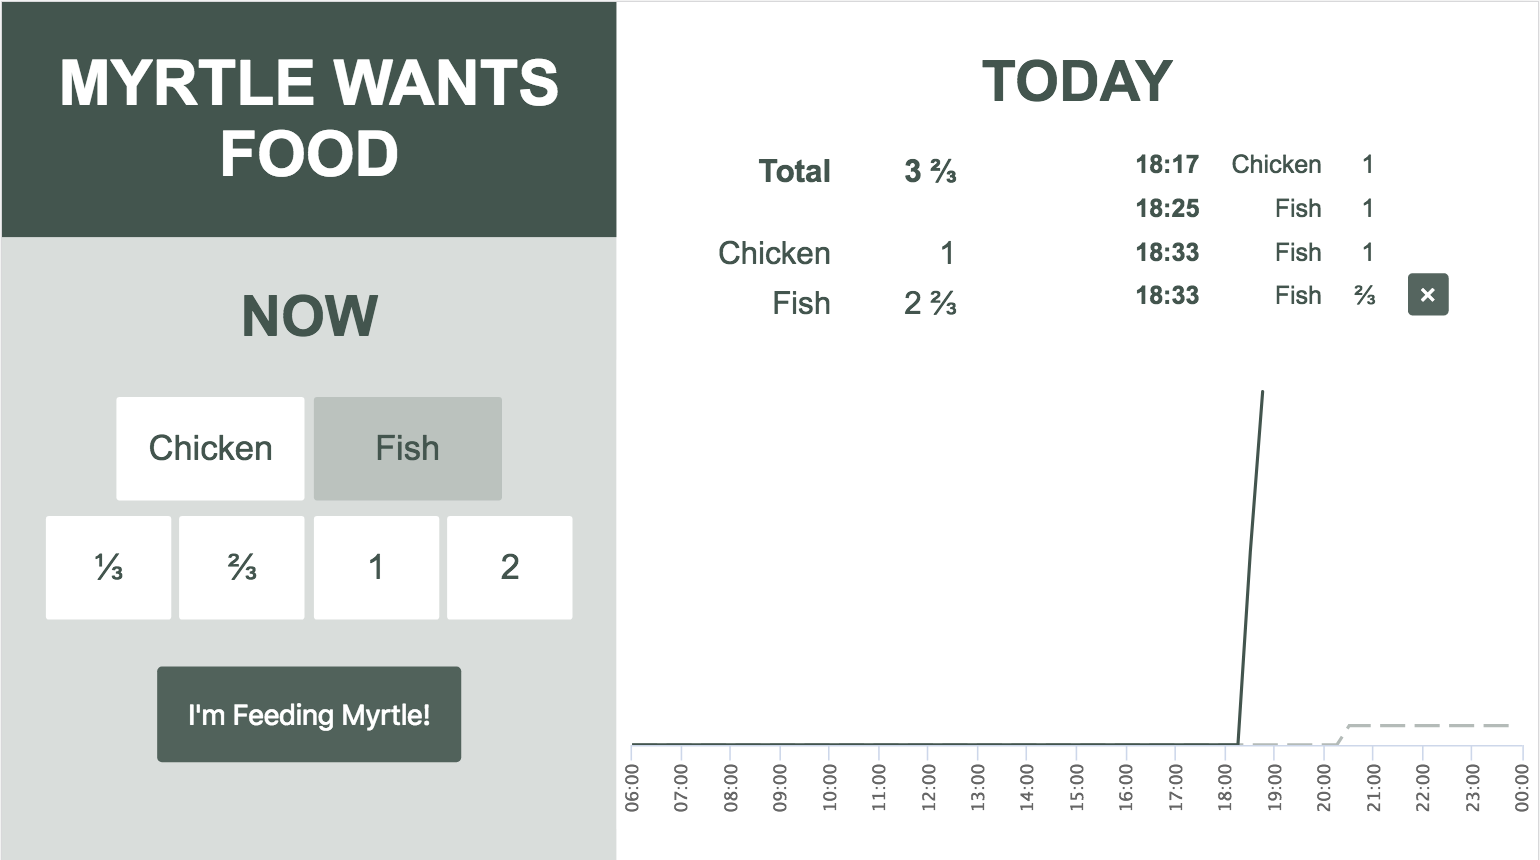 MYRTLE WANTS
FOOD
NOW
Chicken
Fish
⅓
⅔
1
2
I'm Feeding Myrtle!
TODAY
Total 3 ⅔
Chicken 1
Fish 2 ⅔
18:17 Chicken 1
18:25 Fish 1
18:33 Fish 1
18:33 Fish ⅔ ×
06:00 07:00 08:00 09:00 10:00 11:00 12:00 13:00 14:00 15:00 16:00 17:00 18:00 19:00 20:00 21:00 22:00 23:00 00:00